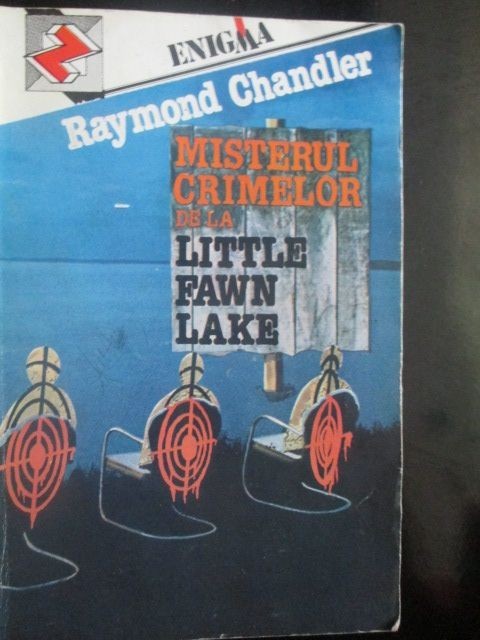 ENIGMA
Raymond Chandler
MISTERUL
CRIMELOR
DE LA
LITTLE
FAWN
LAKE